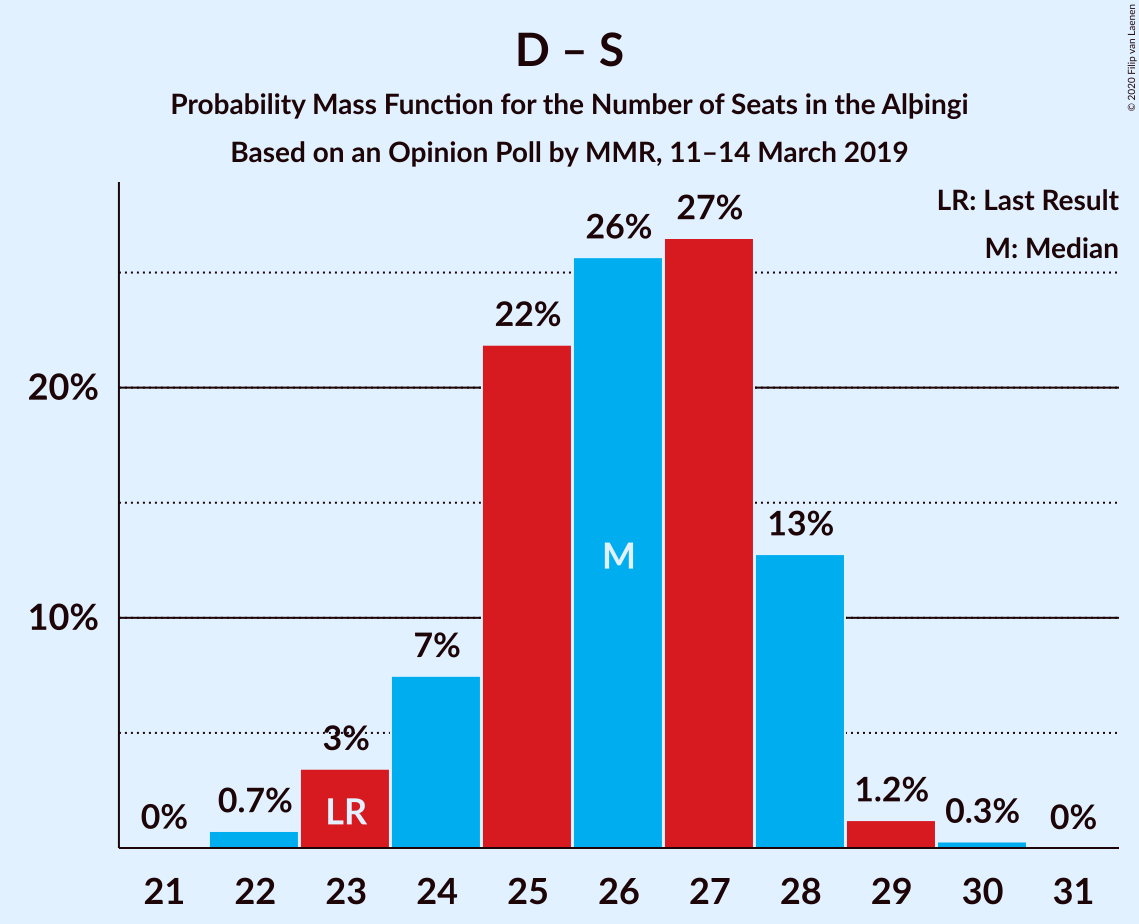 D – S
Probability Mass Function for the Number of Seats in the Alþingi
Based on an Opinion Poll by MMR, 11–14 March 2019
© 2020 Filip van Laenen
LR: Last Result
M: Median
20%
10%
0%
0.7%
3%
7%
22%
26%
27%
13%
1.2%
0.3%
0%
LR
M
21 22 23 24 25 26 27 28 29 30 31